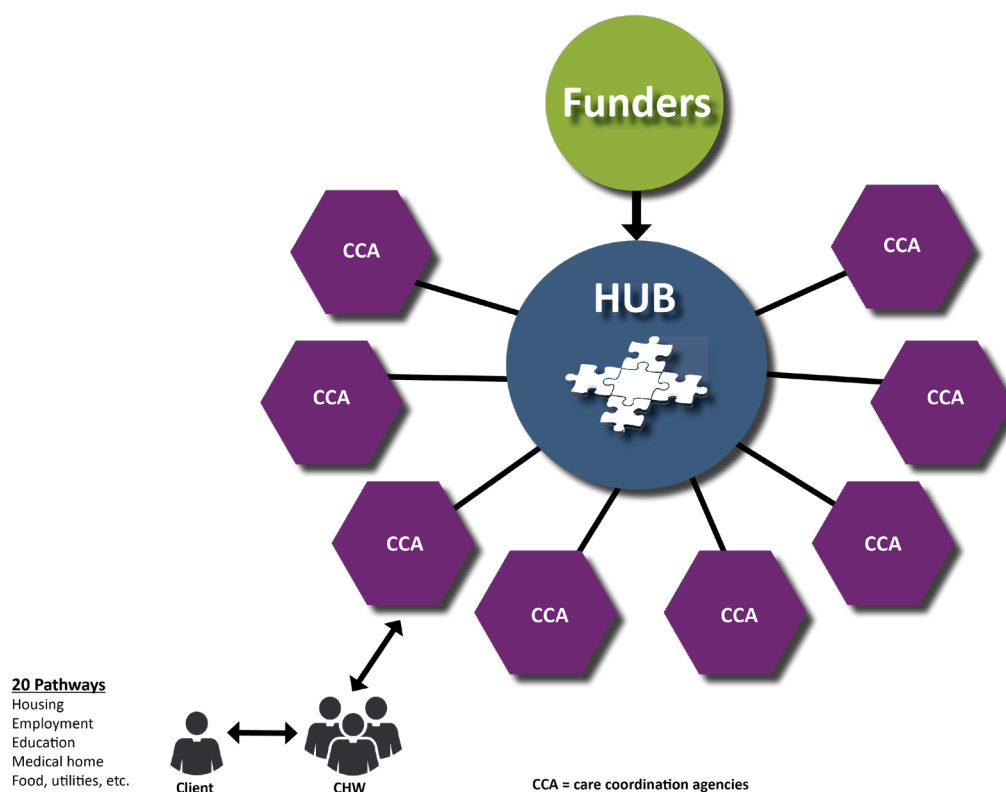 Funders
HUB
CCA
CCA
CCA
CCA
CCA
CCA
CCA
CCA
20 Pathways
Housing
Employment
Education
Medical home
Food, utilities, etc.
Client
CHW
CCA = care coordination agencies